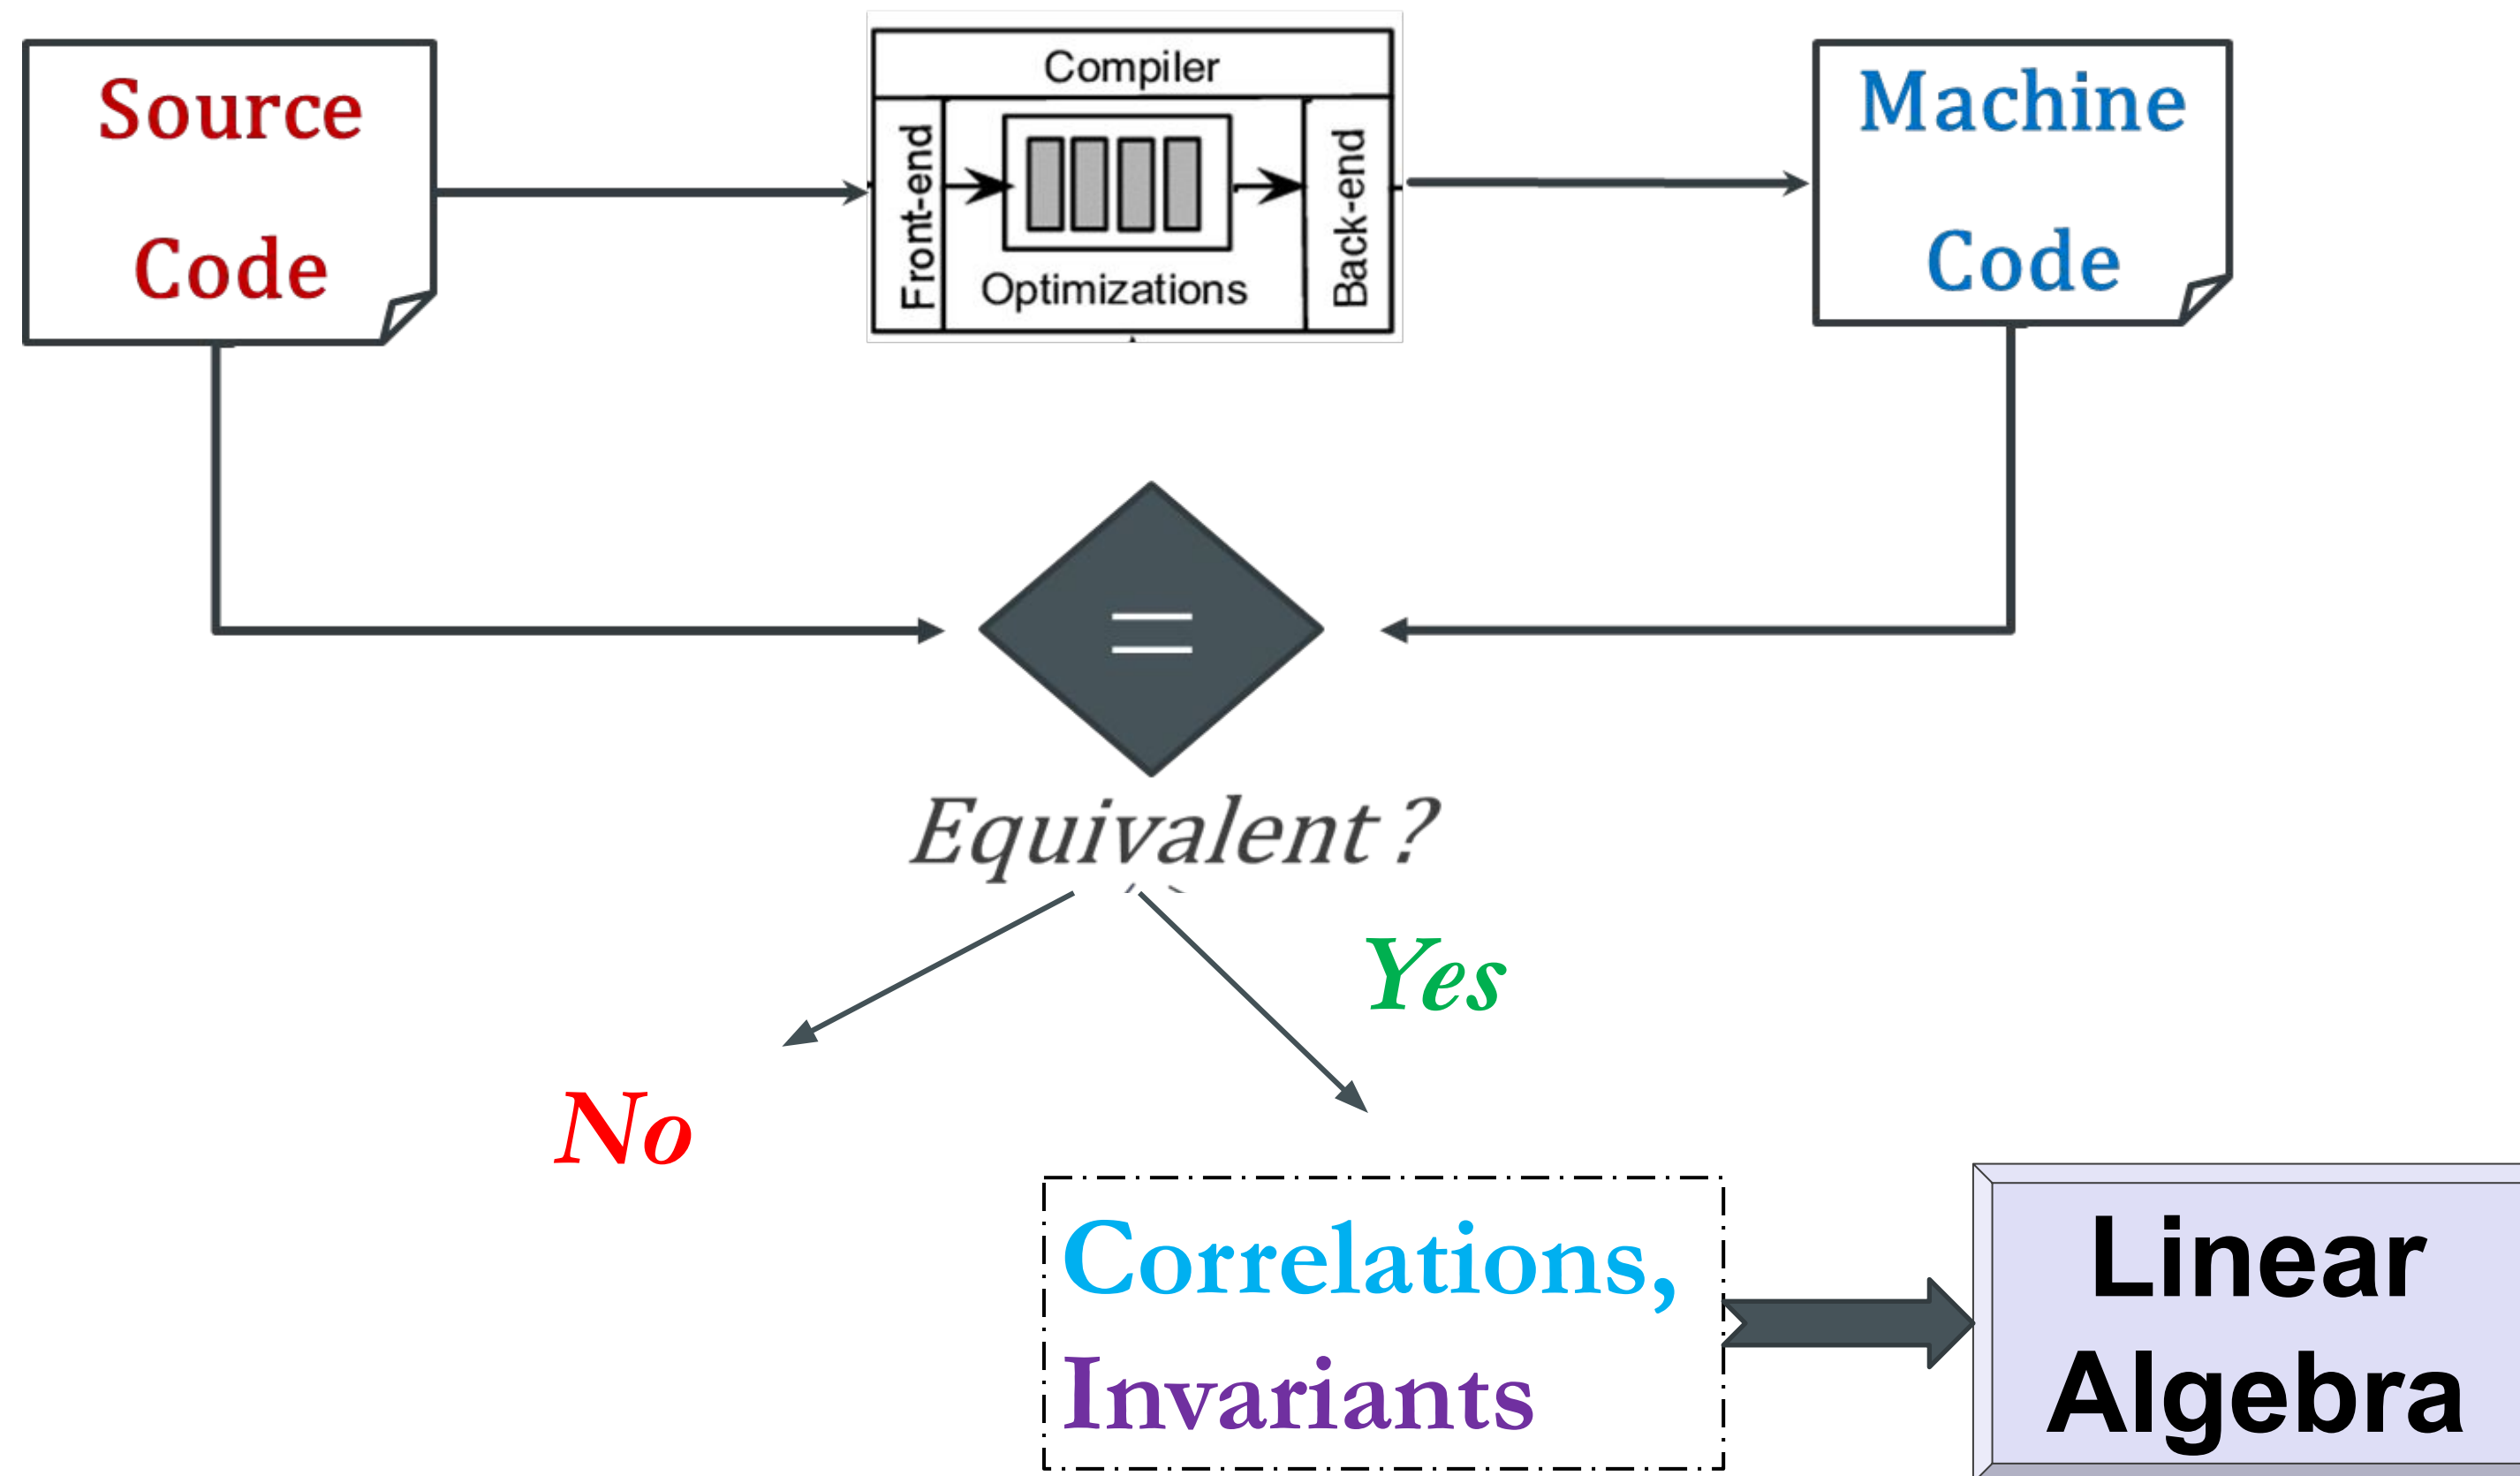 Source
Code
Compiler
Front-end
Optimizations
Back-end
Machine
Code
=
Equivalent?
Yes
No
Correlations,
Invariants
Linear
Algebra